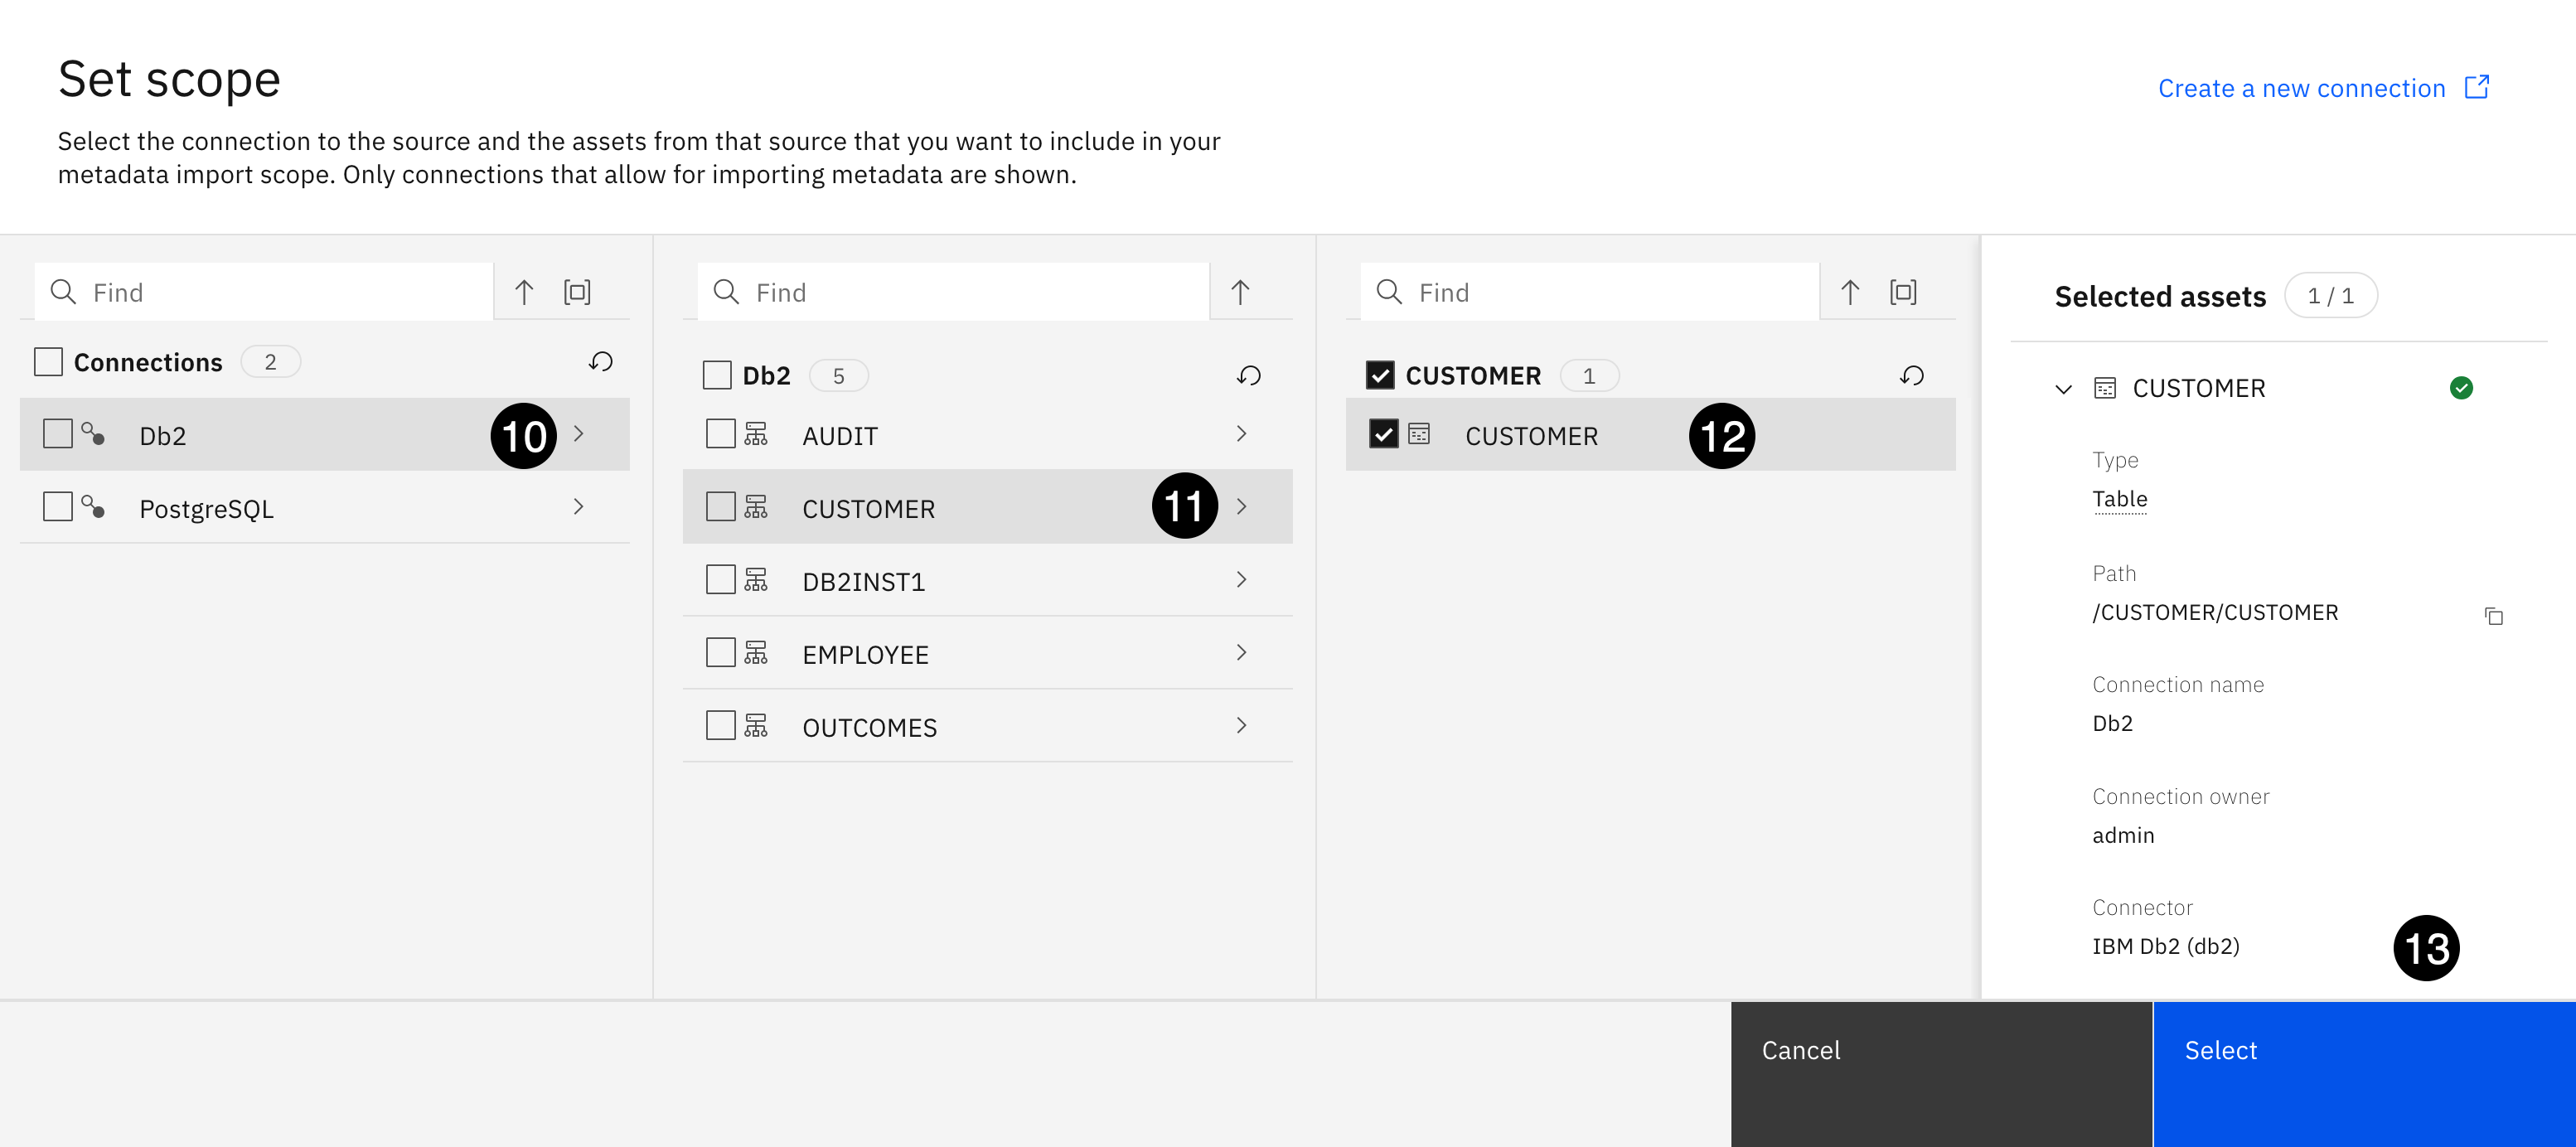 Set scope
Create a new connection
Select the connection to the source and the assets from that source that you want to include in your
metadata import scope. Only connections that allow for importing metadata are shown.
Find
Connections 2
Db2 10
PostgreSQL
Find
Db2 5
AUDIT
CUSTOMER 11
DB2INST1
EMPLOYEE
OUTCOMES
Find
CUSTOMER 1
CUSTOMER 12
Selected assets 1 / 1
CUSTOMER
Type
Table
Path
/CUSTOMER/CUSTOMER
Connection name
Db2
Connection owner
admin
Connector
IBM Db2 (db2)
13
Cancel
Select